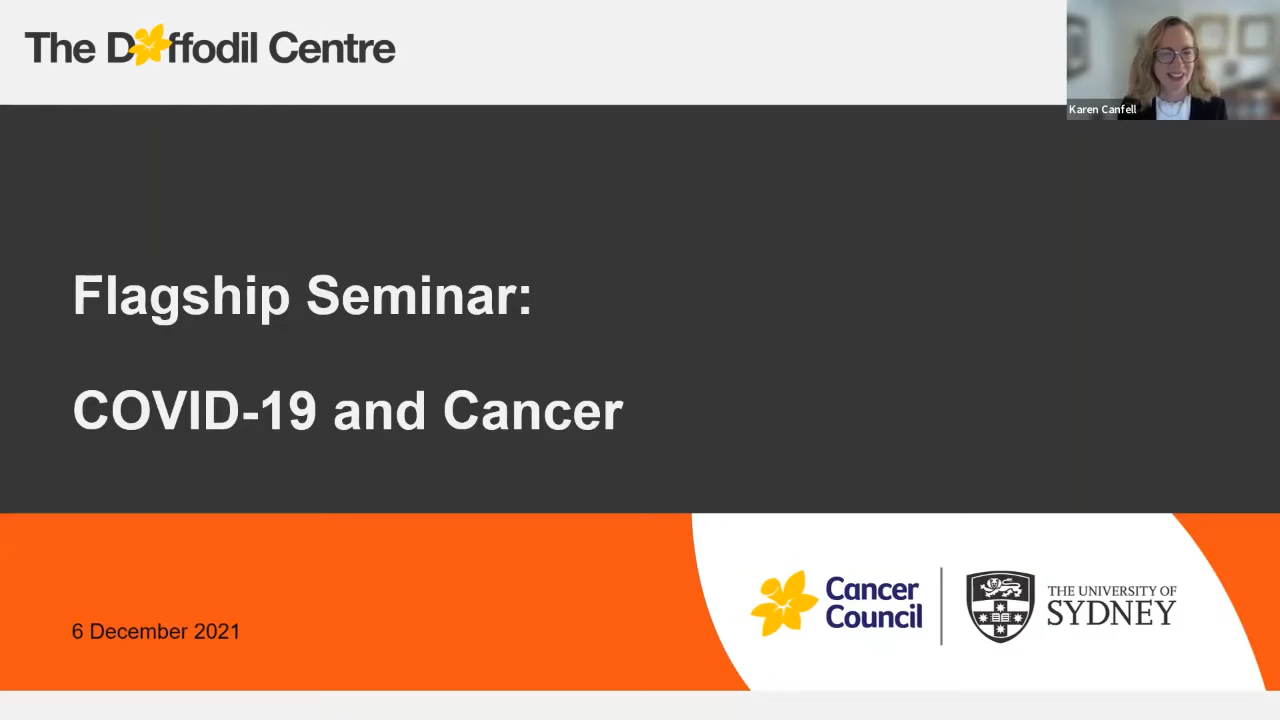 The Daffodil Centre
Karen Canfell
Flagship Seminar:
COVID-19 and Cancer
6 December 2021
Cancer
Council
THE UNIVERSITY OF
SYDNEY